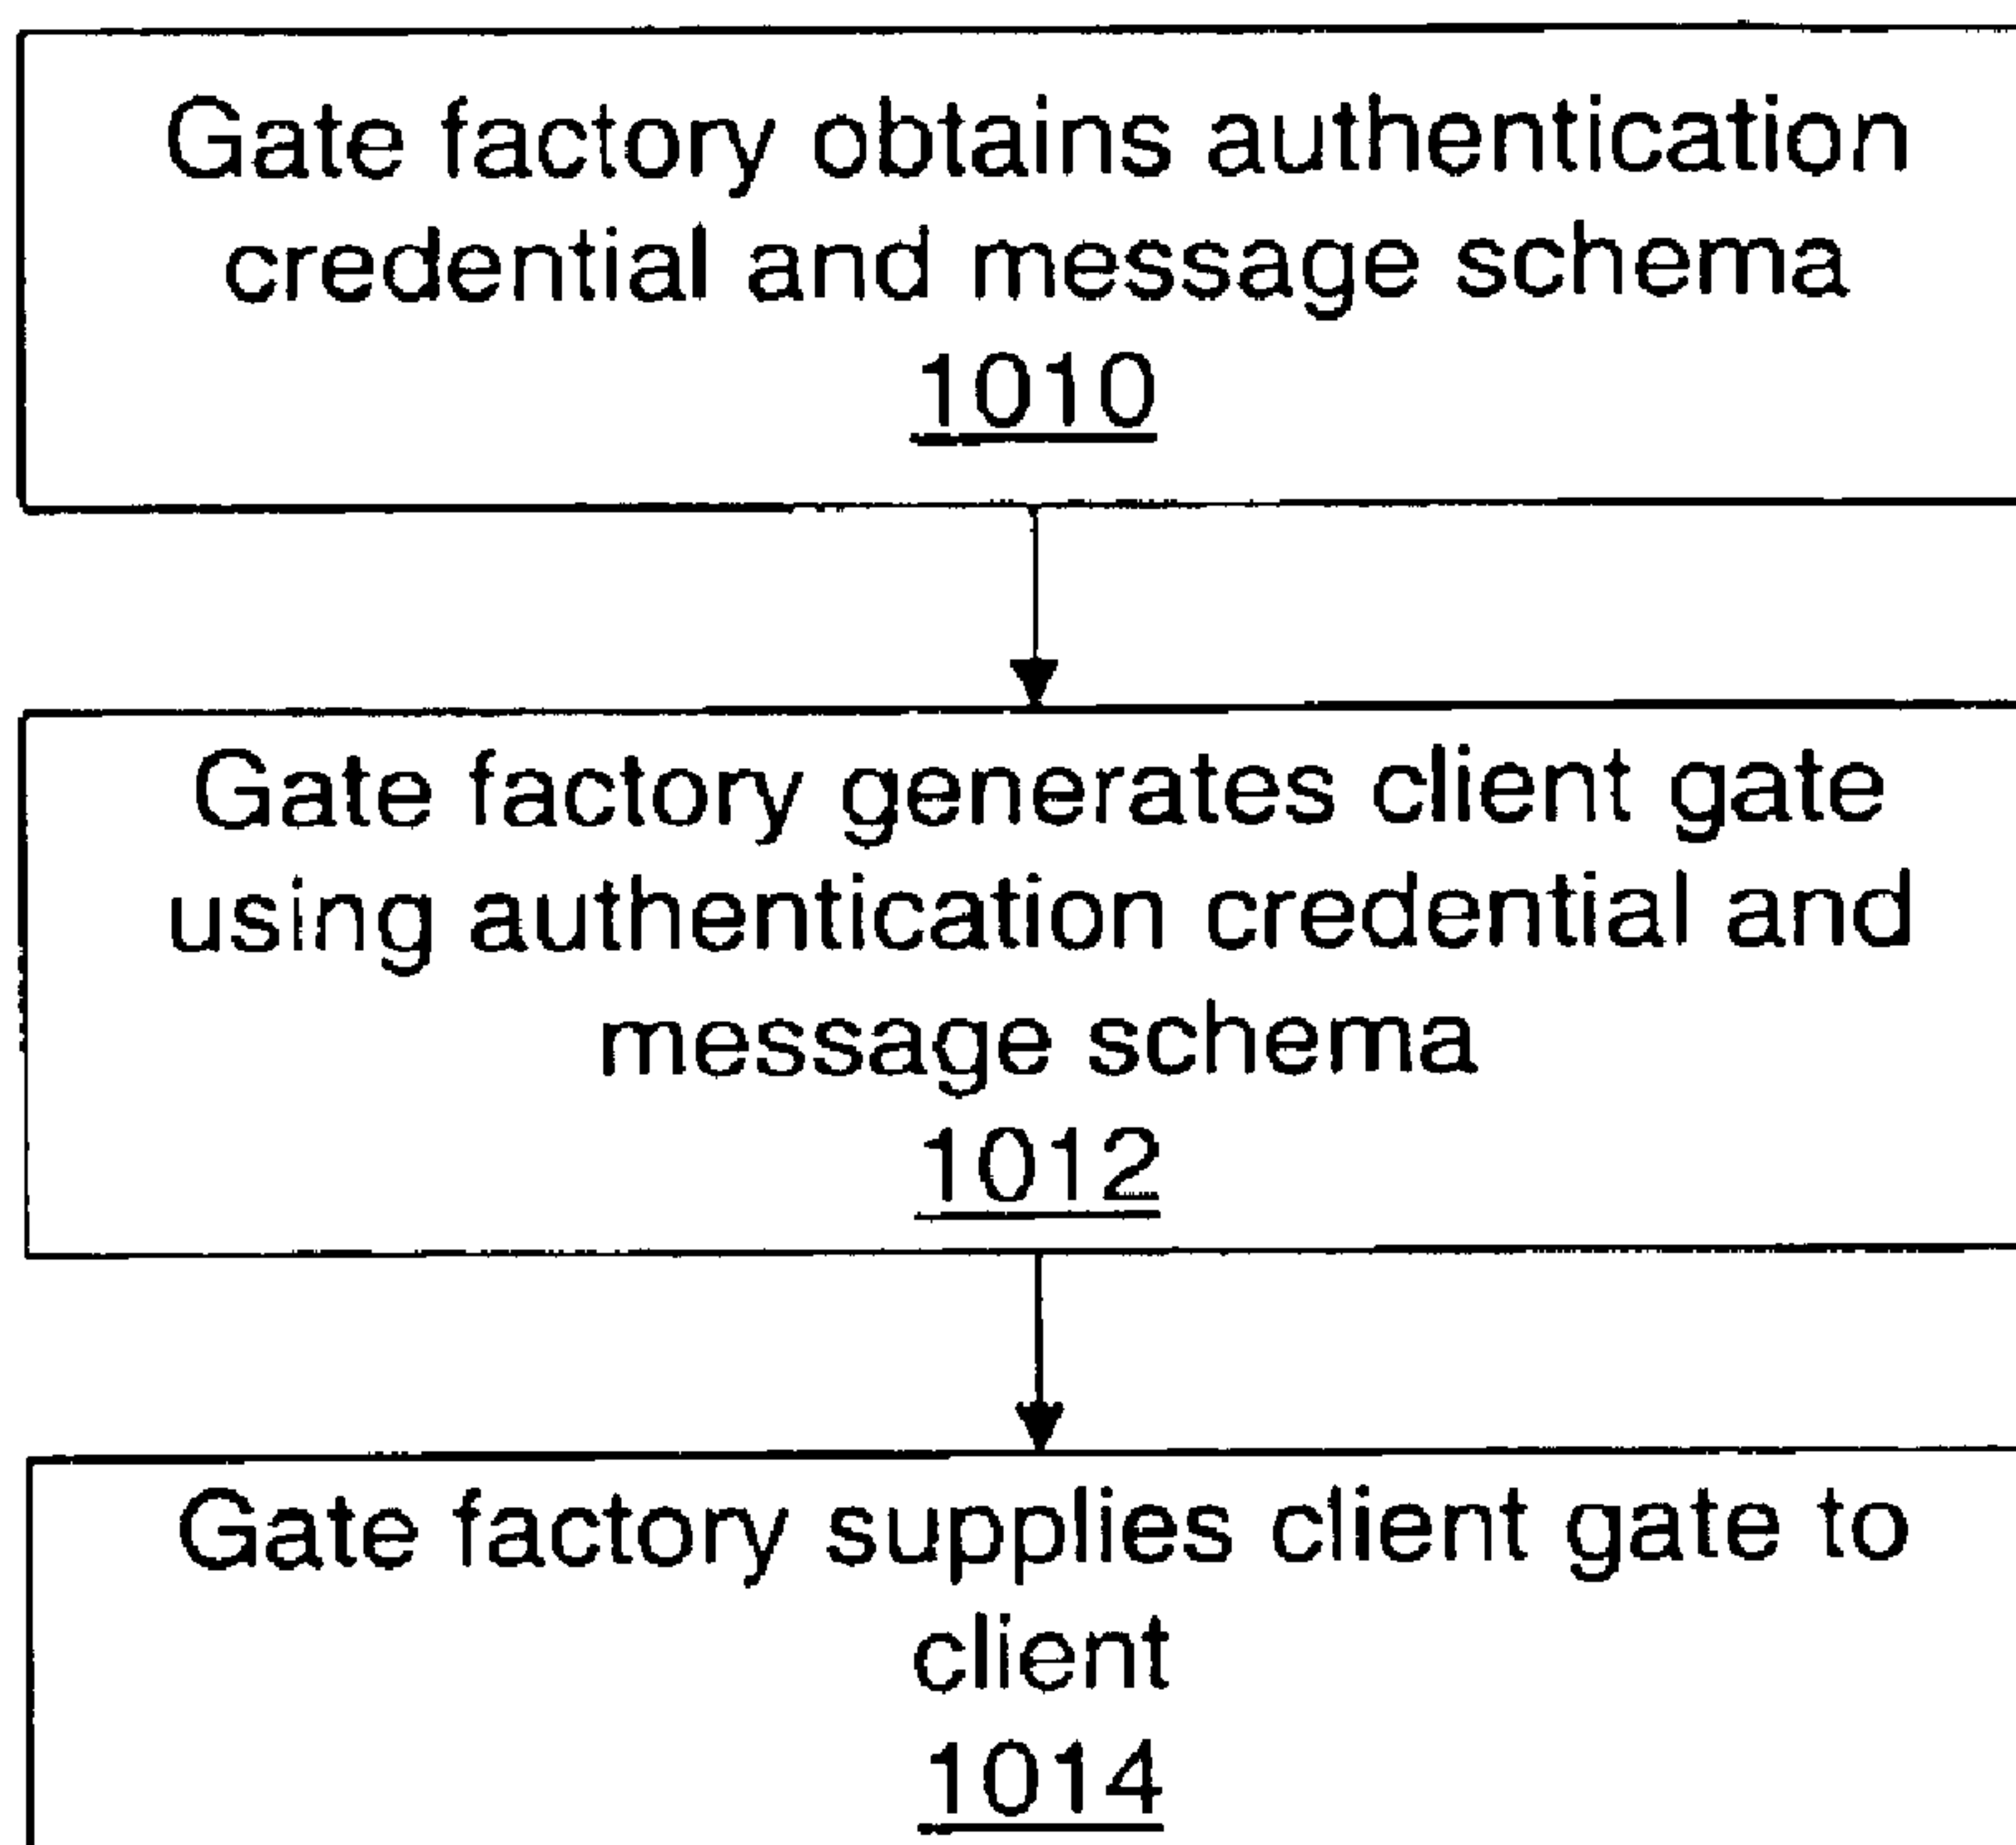 Gate factory obtains authentication
credential and message schema
1010
Gate factory generates client gate
using authentication credential and
message schema
1012
Gate factory supplies client gate to
client
1014